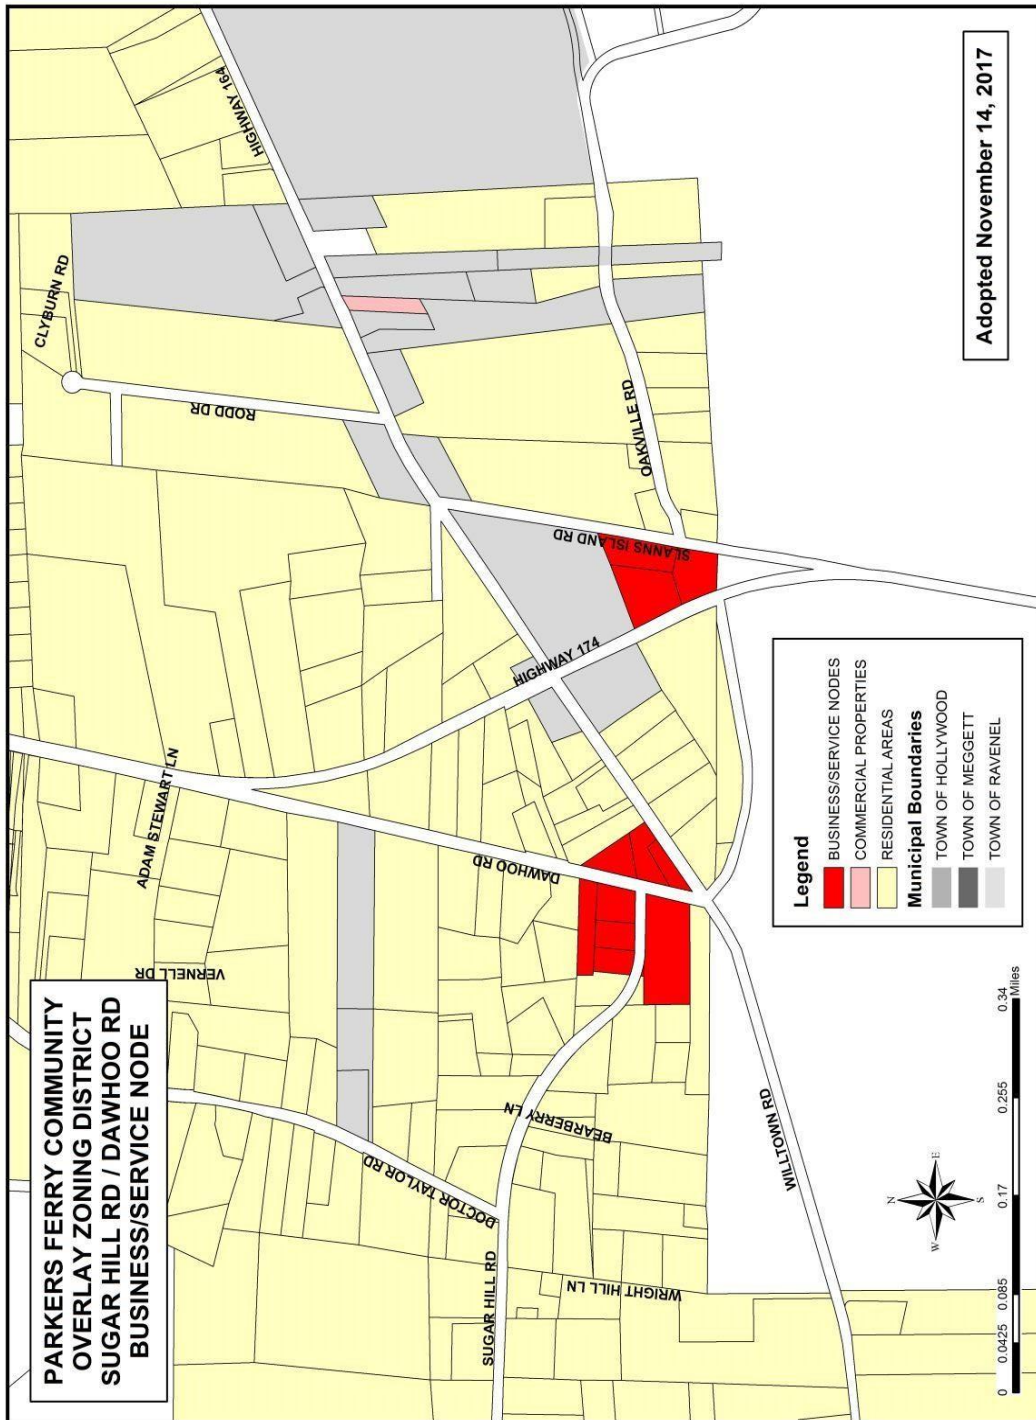 PARKERS FERRY COMMUNITY
OVERLAY ZONING DISTRICT
SUGAR HILL RD / DAWHOO RD
BUSINESS/SERVICE NODE
VERNELL DR
ADAM STEWART LN
CLYBURN RD
HIGHWAY 164
RODD DR
DOCTOR TAYLOR RD
SUGAR HILL RD
BEARBERRY LN
WRIGHT HILL LN
DAWHOO RD
HIGHWAY 174
SLANNS ISLAND RD
OAKVILLE RD
WILLTOWN RD
N
W
E
S
0
0.0425
0.085
0.17
0.255
0.34
Miles
Legend
BUSINESS/SERVICE NODES
COMMERCIAL PROPERTIES
RESIDENTIAL AREAS
Municipal Boundaries
TOWN OF HOLLYWOOD
TOWN OF MEGGETT
TOWN OF RAVENEL
Adopted November 14, 2017